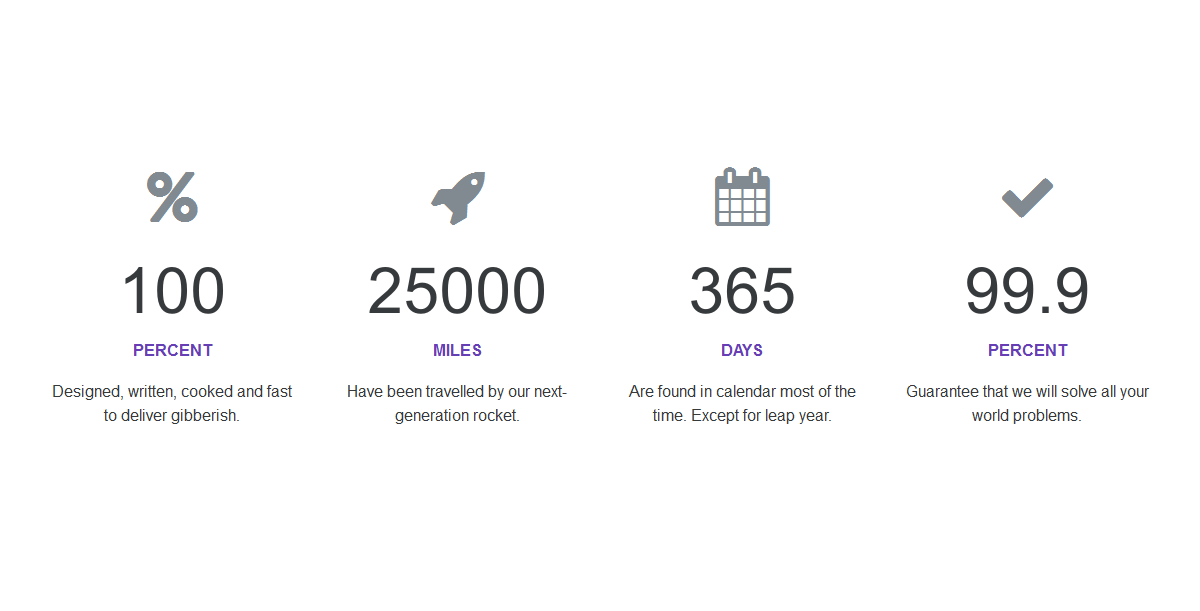 100
PERCENT
Designed, written, cooked and fast
to deliver gibberish.
25000
MILES
Have been travelled by our next-
generation rocket.
365
DAYS
Are found in calendar most of the
time. Except for leap year.
99.9
PERCENT
Guarantee that we will solve all your
world problems.